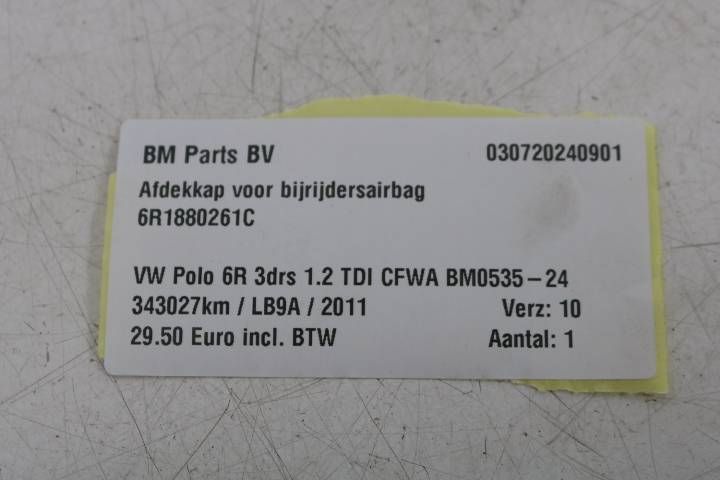 BM Parts BV 030720240901
Afdekkap voor bijrijdersairbag
6R1880261C
VW Polo 6R 3drs 1.2 TDI CFWA BM0535-24
343027km / LB9A / 2011 Verz: 10
29.50 Euro incl. BTW Aantal: 1